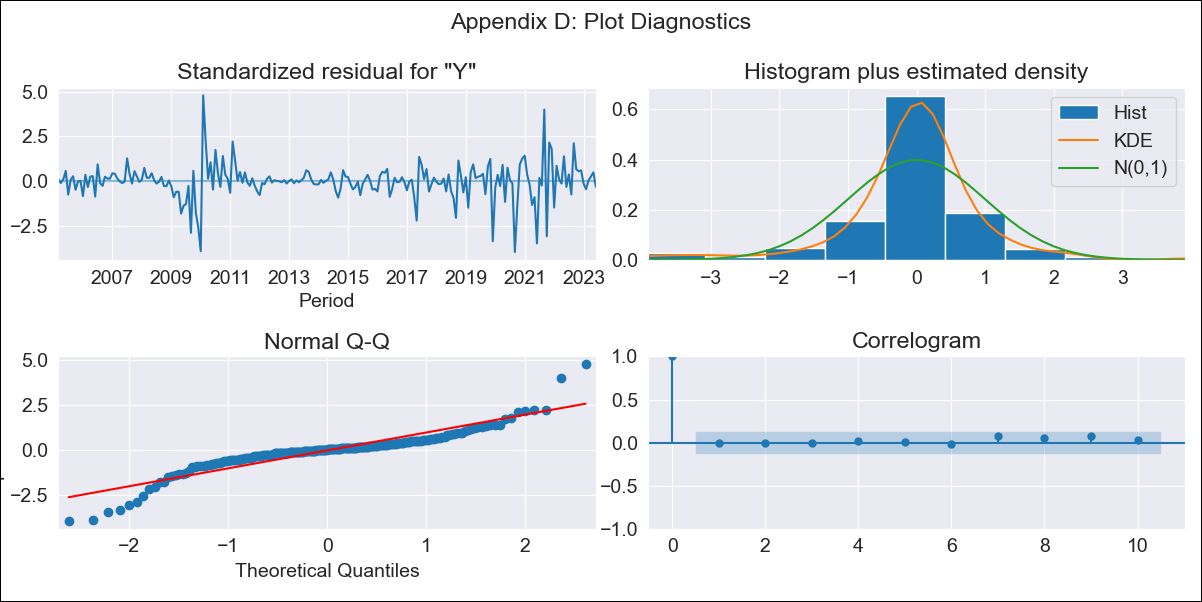 Appendix D: Plot Diagnostics
Standardized residual for "Y"
5.0
2.5
0.0
−2.5
2007 2009 2011 2013 2015 2017 2019 2021 2023
Period
Histogram plus estimated density
0.6
0.4
0.2
0.0
−3 −2 −1 0 1 2 3
Hist
KDE
N(0,1)
Normal Q-Q
5.0
2.5
0.0
−2.5
−2 −1 0 1 2
Theoretical Quantiles
Correlogram
1.0
0.5
0.0
−0.5
−1.0
0 2 4 6 8 10